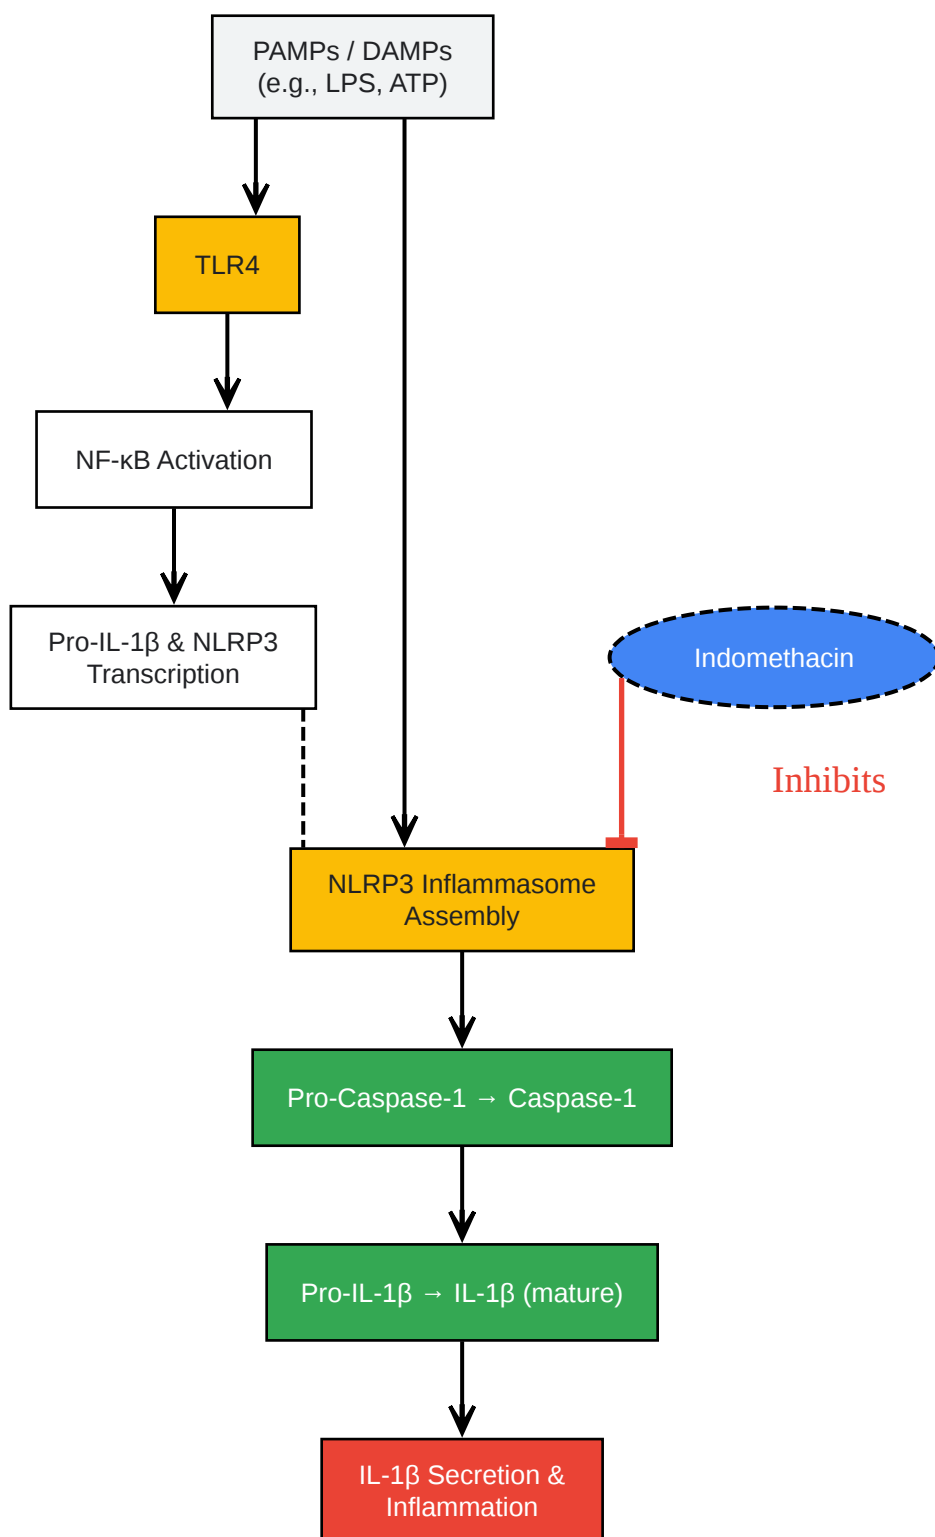 PAMPs / DAMPs
(e.g., LPS, ATP)
TLR4
NF-κB Activation
Pro-IL-1β & NLRP3
Transcription
Indomethacin
Inhibits
NLRP3 Inflammasome
Assembly
Pro-Caspase-1 → Caspase-1
Pro-IL-1β → IL-1β (mature)
IL-1β Secretion &
Inflammation